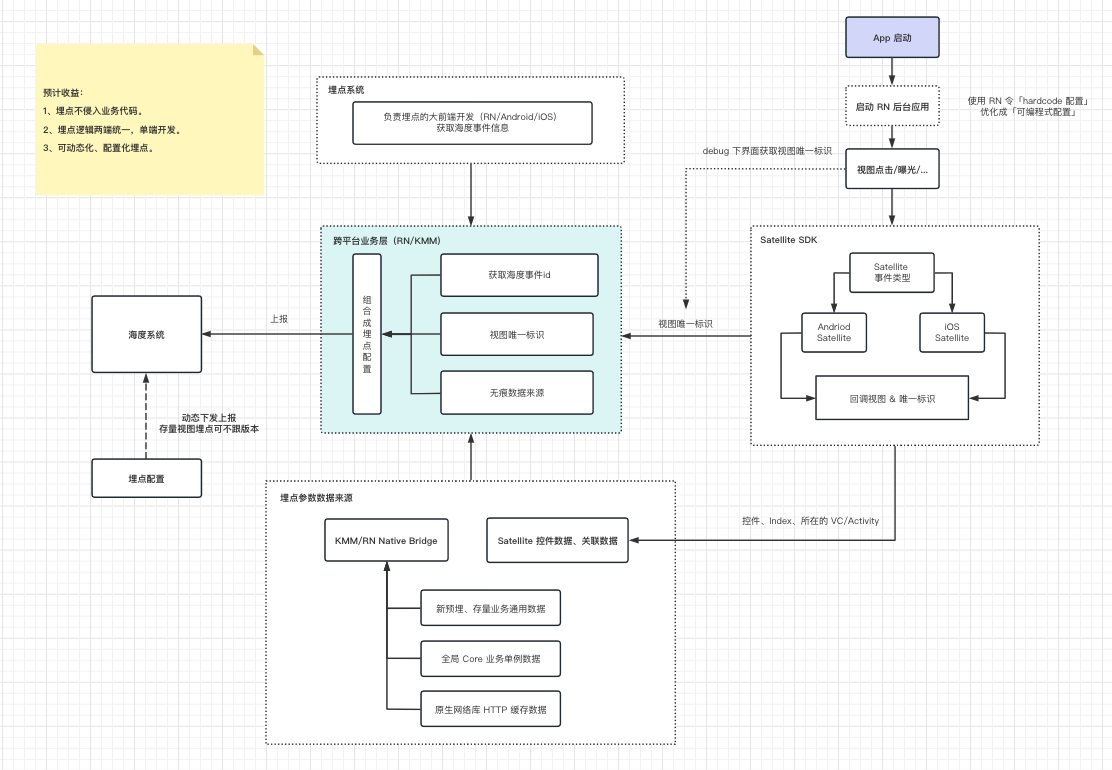 App 启动
预计收益：
1、埋点不侵入业务代码。
2、埋点逻辑两端统一，单端开发。
3、可动态化、配置化埋点。
埋点系统
负责埋点的大前端开发（RN/Android/iOS）
获取海度事件信息
启动 RN 后台应用
使用 RN 令「hardcode 配置」
优化成「可编程式配置」
debug 下界面获取视图唯一标识
视图点击/曝光/...
跨平台业务层（RN/KMM）
组合成埋点配置
获取海度事件id
视图唯一标识
无痕数据来源
Satellite SDK
Satellite
事件类型
Andriod
Satellite
iOS
Satellite
回调视图 & 唯一标识
视图唯一标识
上报
海度系统
动态下发上报
存量视图埋点可不跟版本
埋点配置
埋点参数数据来源
KMM/RN Native Bridge
Satellite 控件数据、关联数据
控件、Index、所在的 VC/Activity
新预埋、存量业务通用数据
全局 Core 业务单例数据
原生网络库 HTTP 缓存数据